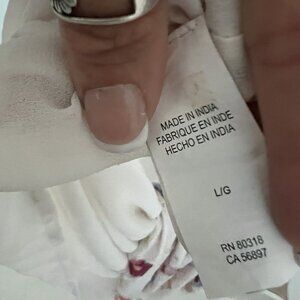 MADE IN INDIA
FABRIQUE EN INDE
HECHO EN INDIA
L/G
RN 80318
CA 56897